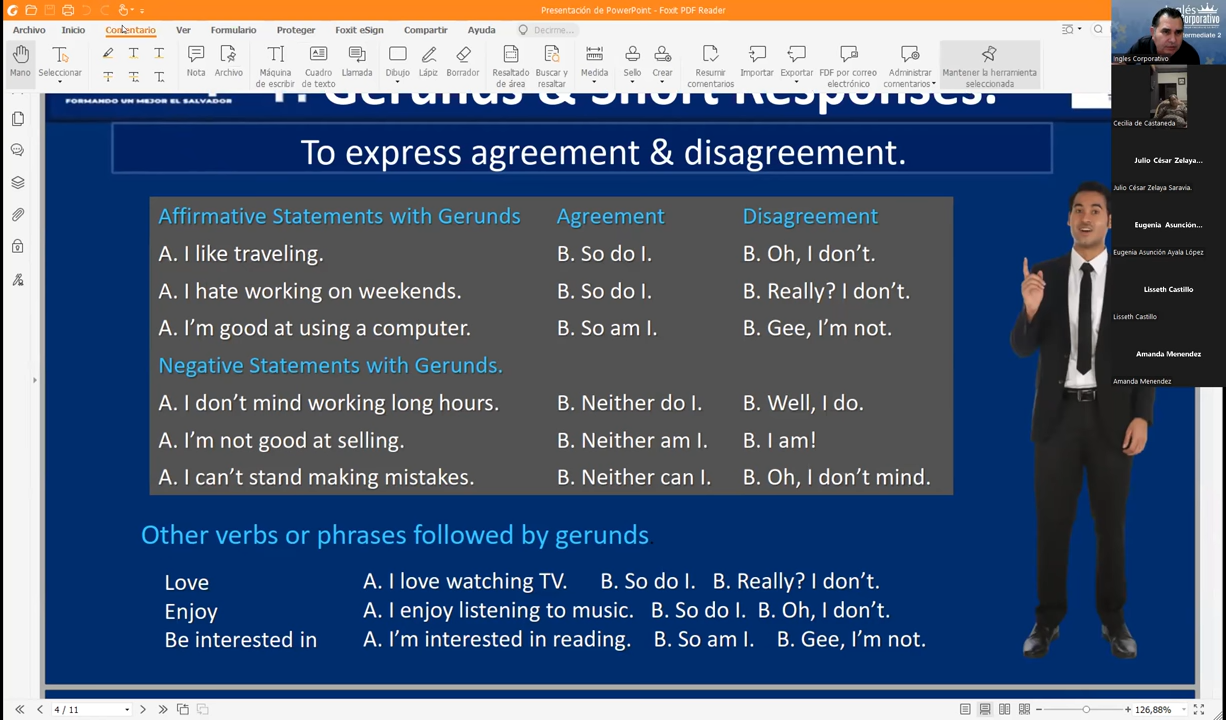 Presentación de PowerPoint - Foxit PDF Reader
Archivo Inicio Comentario Ver Formulario Proteger Foxit eSign Compartir Ayuda Decirme...
Mano Seleccionar Nota Archivo Máquina de escribir Cuadro de texto Llamada Dibujo Lápiz Borrador Resaltado de área Buscar y resaltar Medida Sello Crear Resumir comentarios Importar Exportar PDF por correo electrónico Administrar comentarios Mantener la herramienta seleccionada
FORMANDO UN MEJOR EL SALVADOR
Gerunds & Short Responses.
To express agreement & disagreement.
Affirmative Statements with Gerunds Agreement Disagreement
A. I like traveling. B. So do I. B. Oh, I don't.
A. I hate working on weekends. B. So do I. B. Really? I don't.
A. I'm good at using a computer. B. So am I. B. Gee, I'm not.
Negative Statements with Gerunds.
A. I don't mind working long hours. B. Neither do I. B. Well, I do.
A. I'm not good at selling. B. Neither am I. B. I am!
A. I can't stand making mistakes. B. Neither can I. B. Oh, I don't mind.
Other verbs or phrases followed by gerunds
Love A. I love watching TV. B. So do I. B. Really? I don't.
Enjoy A. I enjoy listening to music. B. So do I. B. Oh, I don't.
Be interested in A. I'm interested in reading. B. So am I. B. Gee, I'm not.
4 / 11
126,88%
Inglés
Corporativo
ntermediate 2
Ingles Corporativo
Cecilia de Castaneda
Julio César Zelaya...
Julio César Zelaya Saravia.
Eugenia Asunción...
Eugenia Asunción Ayala López
Lisseth Castillo
Lisseth Castillo
Amanda Menendez
Amanda Menendez